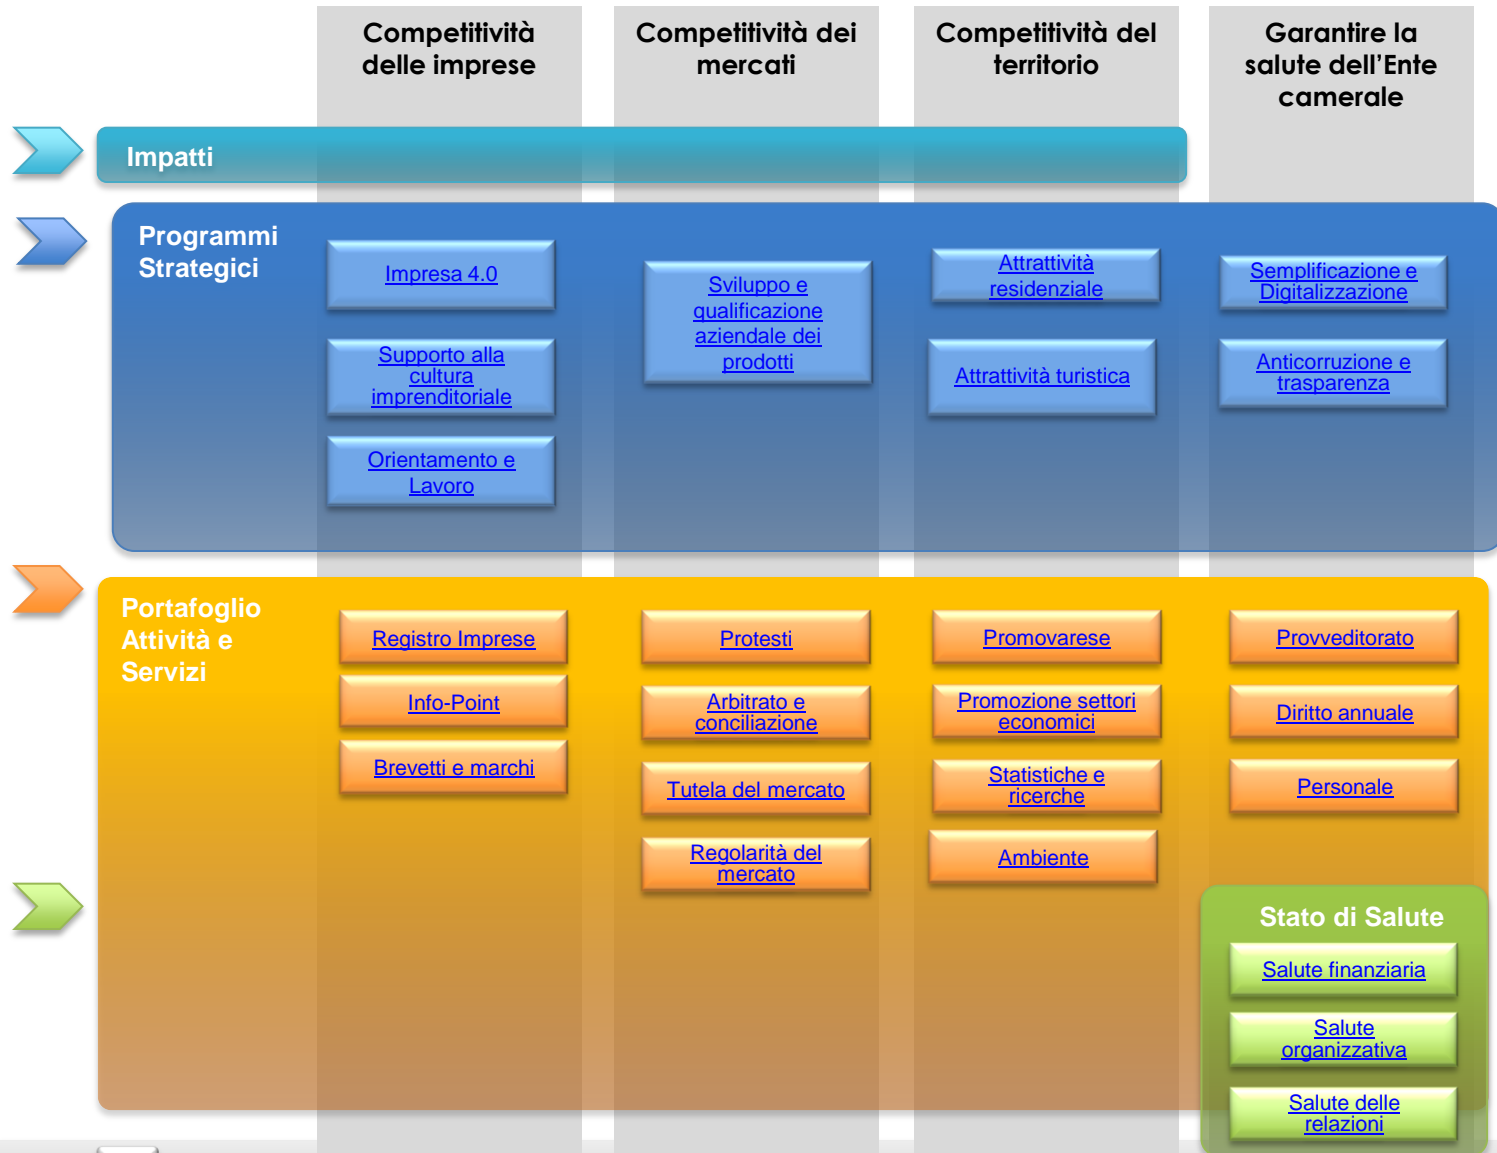 Competitività
delle imprese
Competitività dei
mercati
Competitività del
territorio
Garantire la
salute dell'Ente
camerale
Impatti
Programmi
Strategici
Impresa 4.0
Supporto alla
cultura
imprenditoriale
Orientamento e
Lavoro
Sviluppo e
qualificazione
aziendale dei
prodotti
Attrattività
residenziale
Attrattività turistica
Semplificazione e
Digitalizzazione
Anticorruzione e
trasparenza
Portafoglio
Attività e
Servizi
Registro Imprese
Info-Point
Brevetti e marchi
Protesti
Arbitrato e
conciliazione
Tutela del mercato
Regolarità del
mercato
Promovarese
Promozione settori
economici
Statistiche e
ricerche
Ambiente
Provveditorato
Diritto annuale
Personale
Stato di Salute
Salute finanziaria
Salute
organizzativa
Salute delle
relazioni